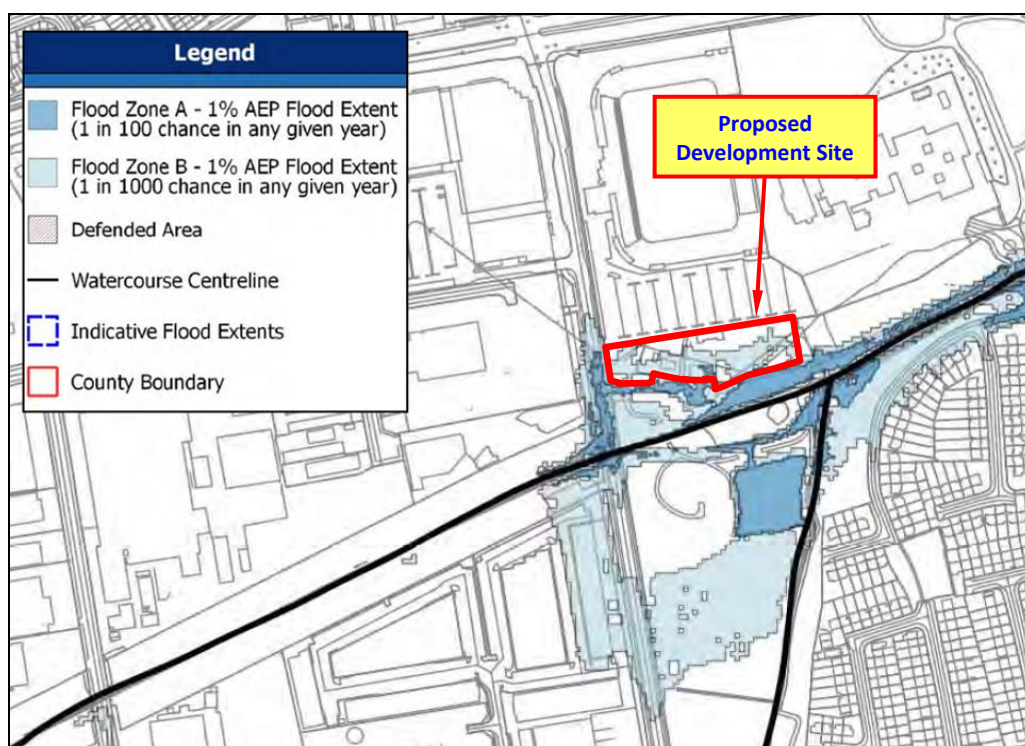 Legend
Flood Zone A - 1% AEP Flood Extent
(1 in 100 chance in any given year)
Flood Zone B - 1% AEP Flood Extent
(1 in 1000 chance in any given year)
Defended Area
Watercourse Centreline
Indicative Flood Extents
County Boundary
Proposed
Development Site